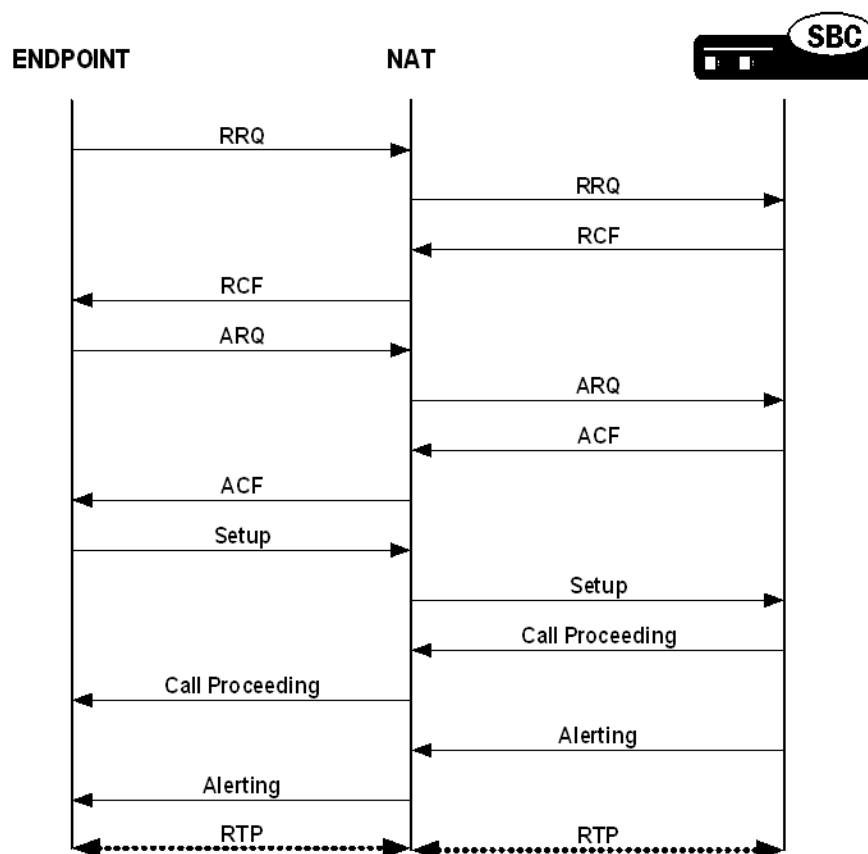 SBC
ENDPOINT NAT
RRQ
RRQ
RCF
RCF
ARQ
ARQ
ACF
ACF
Setup
Setup
Call Proceeding
Call Proceeding
Alerting
Alerting
RTP RTP